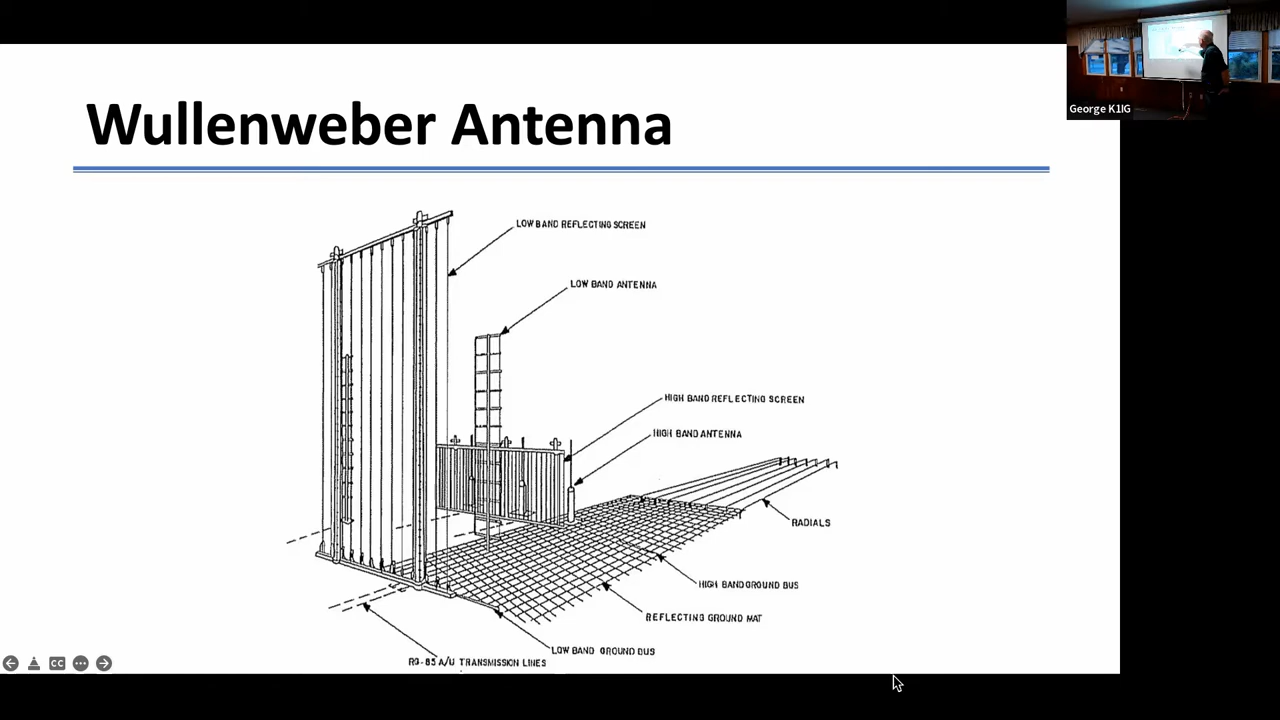 Wullenweber Antenna
George K1IG
LOW BAND REFLECTING SCREEN
LOW BAND ANTENNA
HIGH BAND REFLECTING SCREEN
HIGH BAND ANTENNA
RADIALS
HIGH BAND GROUND BUS
REFLECTING GROUND MAT
LOW BAND GROUND BUS
RG-85 A/U TRANSMISSION LINES
CC